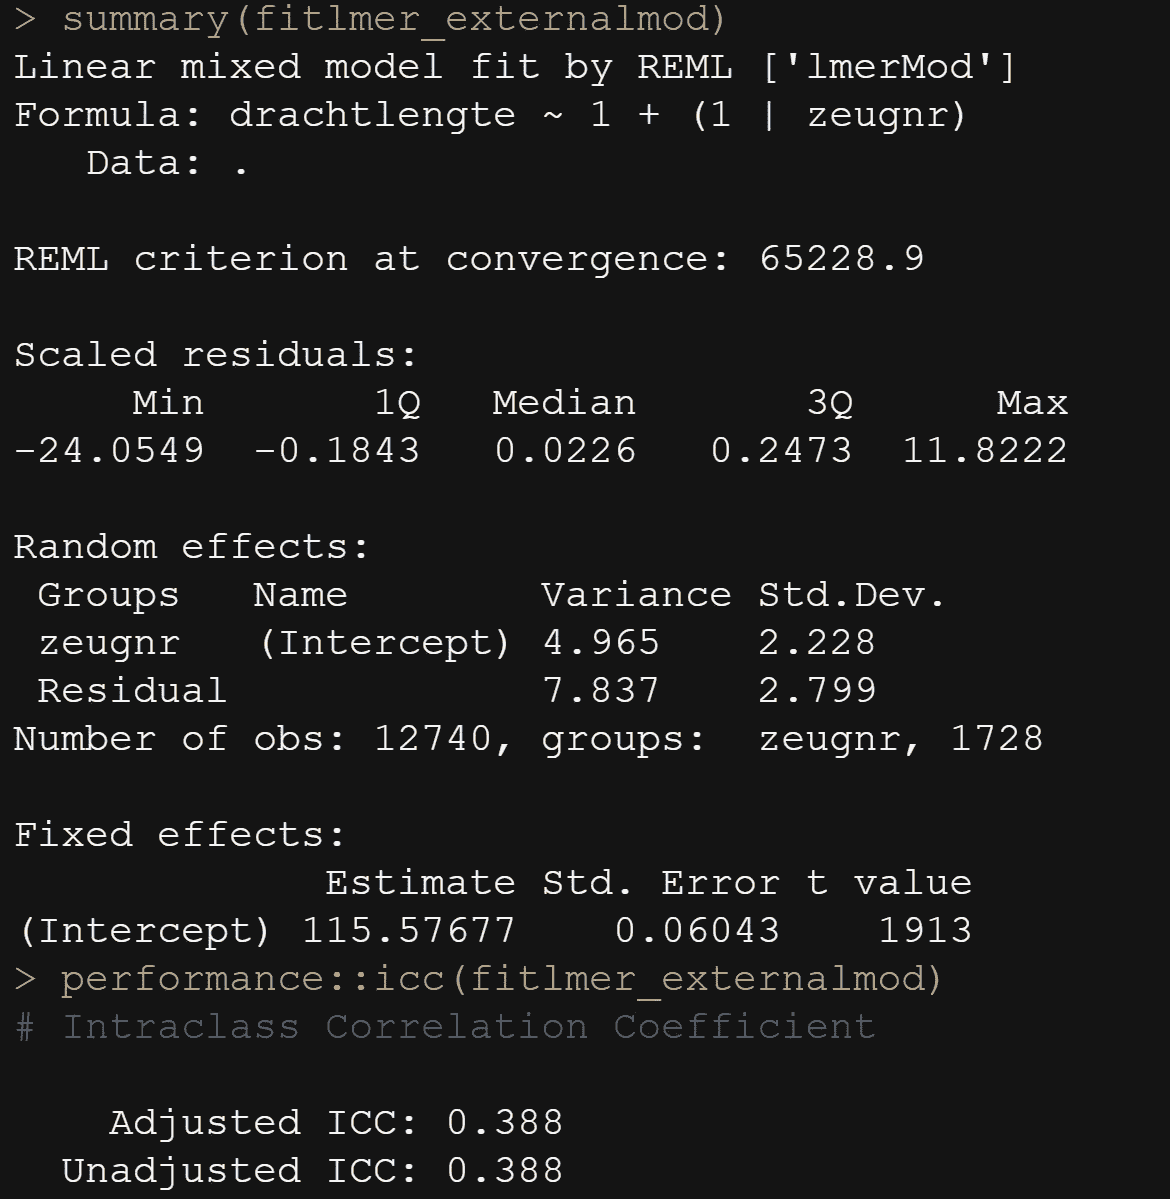 > summary(fitlmer_externalmod)
Linear mixed model fit by REML ['lmerMod']
Formula: drachtlengte ~ 1 + (1 | zeugnr)
   Data: .

REML criterion at convergence: 65228.9

Scaled residuals:
     Min       1Q   Median       3Q      Max
-24.0549  -0.1843   0.0226   0.2473  11.8222

Random effects:
 Groups   Name        Variance Std.Dev.
 zeugnr   (Intercept) 4.965    2.228
 Residual             7.837    2.799
Number of obs: 12740, groups:  zeugnr, 1728

Fixed effects:
             Estimate Std. Error t value
(Intercept) 115.57677    0.06043    1913
> performance::icc(fitlmer_externalmod)
# Intraclass Correlation Coefficient

    Adjusted ICC: 0.388
  Unadjusted ICC: 0.388